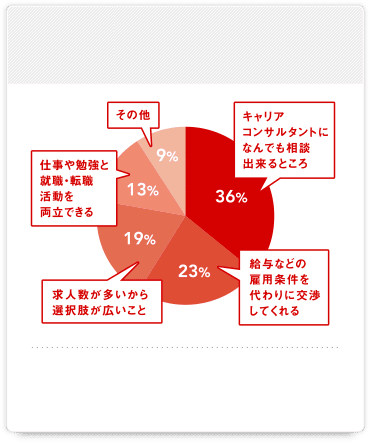 キャリア
コンサルタントに
なんでも相談
出来るところ
36%
給与などの
雇用条件を
代わりに交渉
してくれる
23%
求人数が多いから
選択肢が広いこと
19%
仕事や勉強と
就職・転職
活動を
両立できる
13%
その他
9%